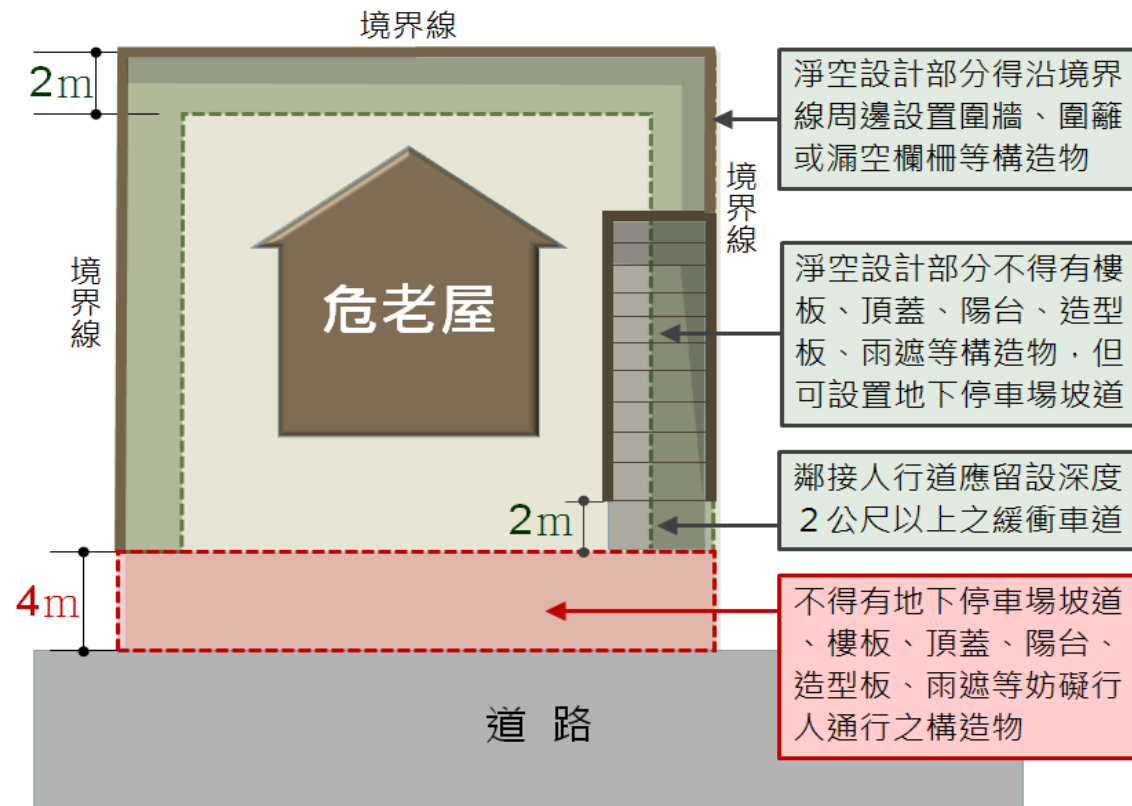 境界線
2m
淨空設計部分得沿境界
線周邊設置圍牆、圍籬
或漏空欄柵等構造物
境界線
境界線
淨空設計部分不得有樓
板、頂蓋、陽台、造型
板、雨遮等構造物，但
可設置地下停車場坡道
危老屋
鄰接人行道應留設深度
２公尺以上之緩衝車道
2m
4m
不得有地下停車場坡道
、樓板、頂蓋、陽台、
造型板、雨遮等妨礙行
人通行之構造物
道 路